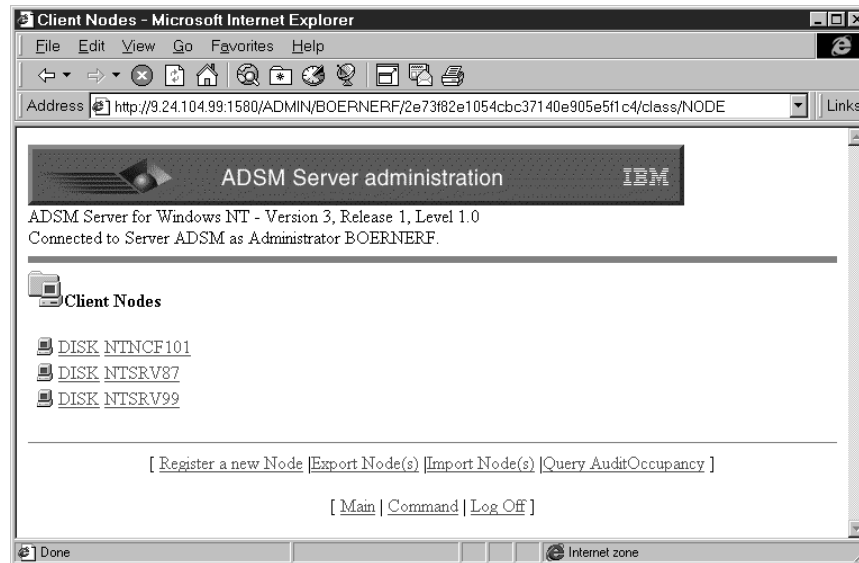 Client Nodes - Microsoft Internet Explorer
File Edit View Go Favorites Help
Address http://9.24.104.99:1580/ADMIN/BOERNERF/2e73f82e1054cbc37140e905e5f1c4/class/NODE Links
ADSM Server administration IBM
ADSM Server for Windows NT - Version 3, Release 1, Level 1.0
Connected to Server ADSM as Administrator BOERNERF.
Client Nodes
DISK NTNCF101
DISK NTSRV87
DISK NTSRV99
[ Register a new Node |Export Node(s) |Import Node(s) |Query AuditOccupancy ]
[ Main | Command | Log Off ]
Done Internet zone